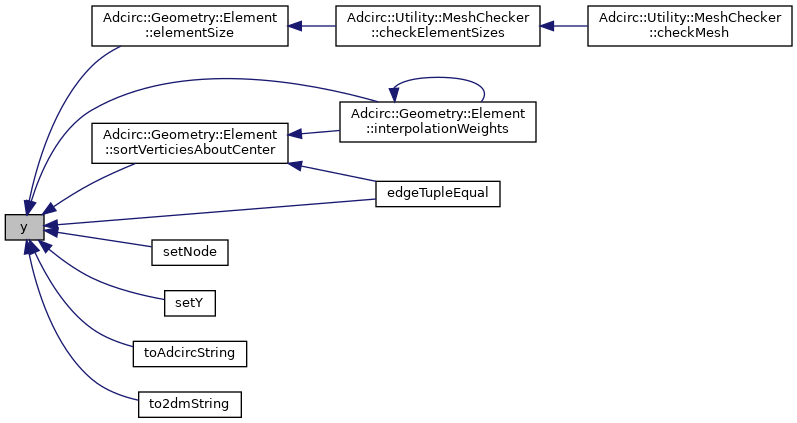 Adcirc::Geometry::Element
::elementSize
Adcirc::Utility::MeshChecker
::checkElementSizes
Adcirc::Utility::MeshChecker
::checkMesh
Adcirc::Geometry::Element
::interpolationWeights
Adcirc::Geometry::Element
::sortVerticiesAboutCenter
edgeTupleEqual
y
setNode
setY
toAdcircString
to2dmString